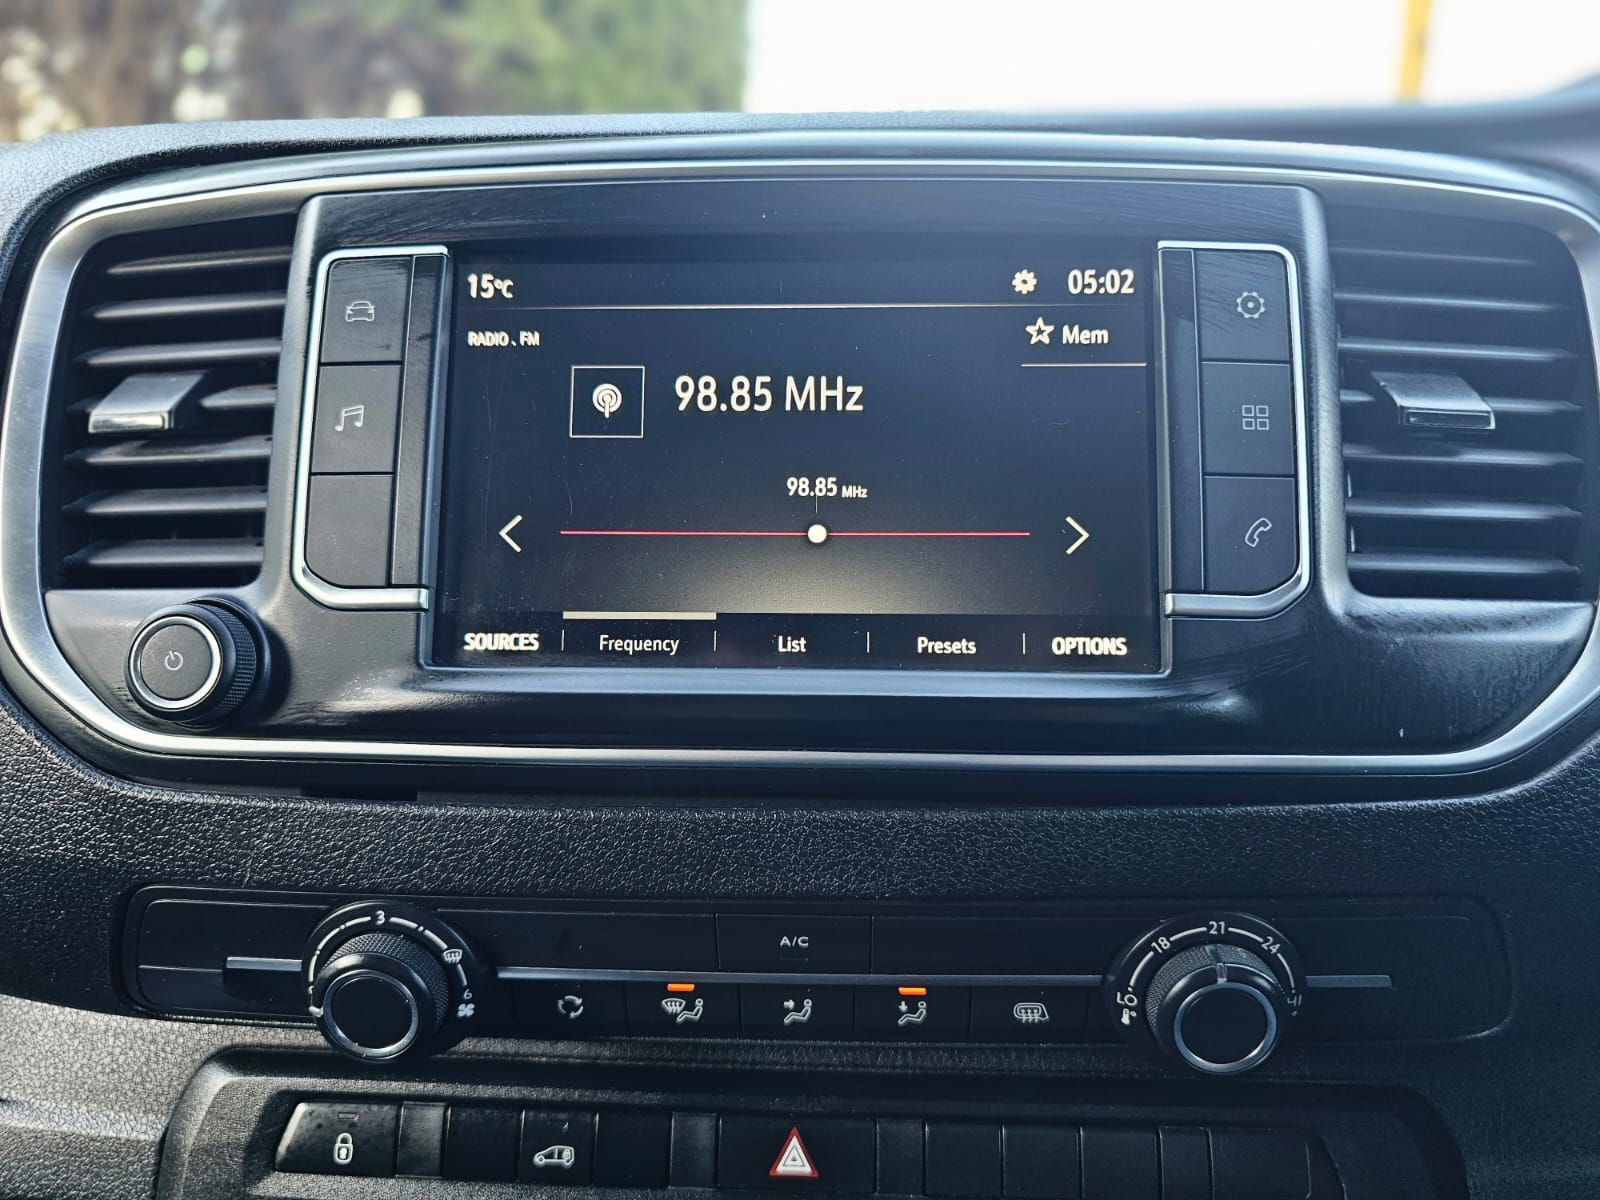 15°C
05:02
RADIO . FM
Mem
98.85 MHz
98.85 MHz
SOURCES
Frequency
List
Presets
OPTIONS
3
6
A/C
18
21
24